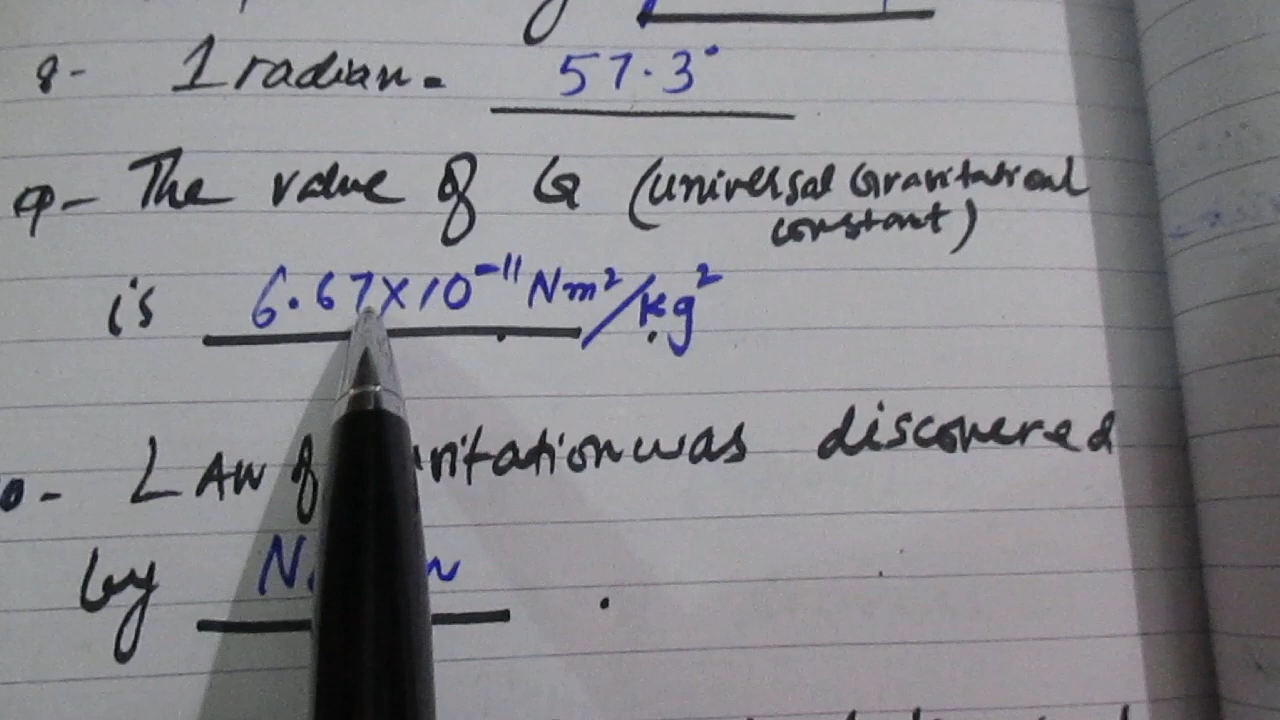 8- 1 radian = 57.3°
9- The value of G (universal Gravitational
constant)
is 6.67×10⁻¹¹ Nm²/kg²
0- LAW of was discovered
by